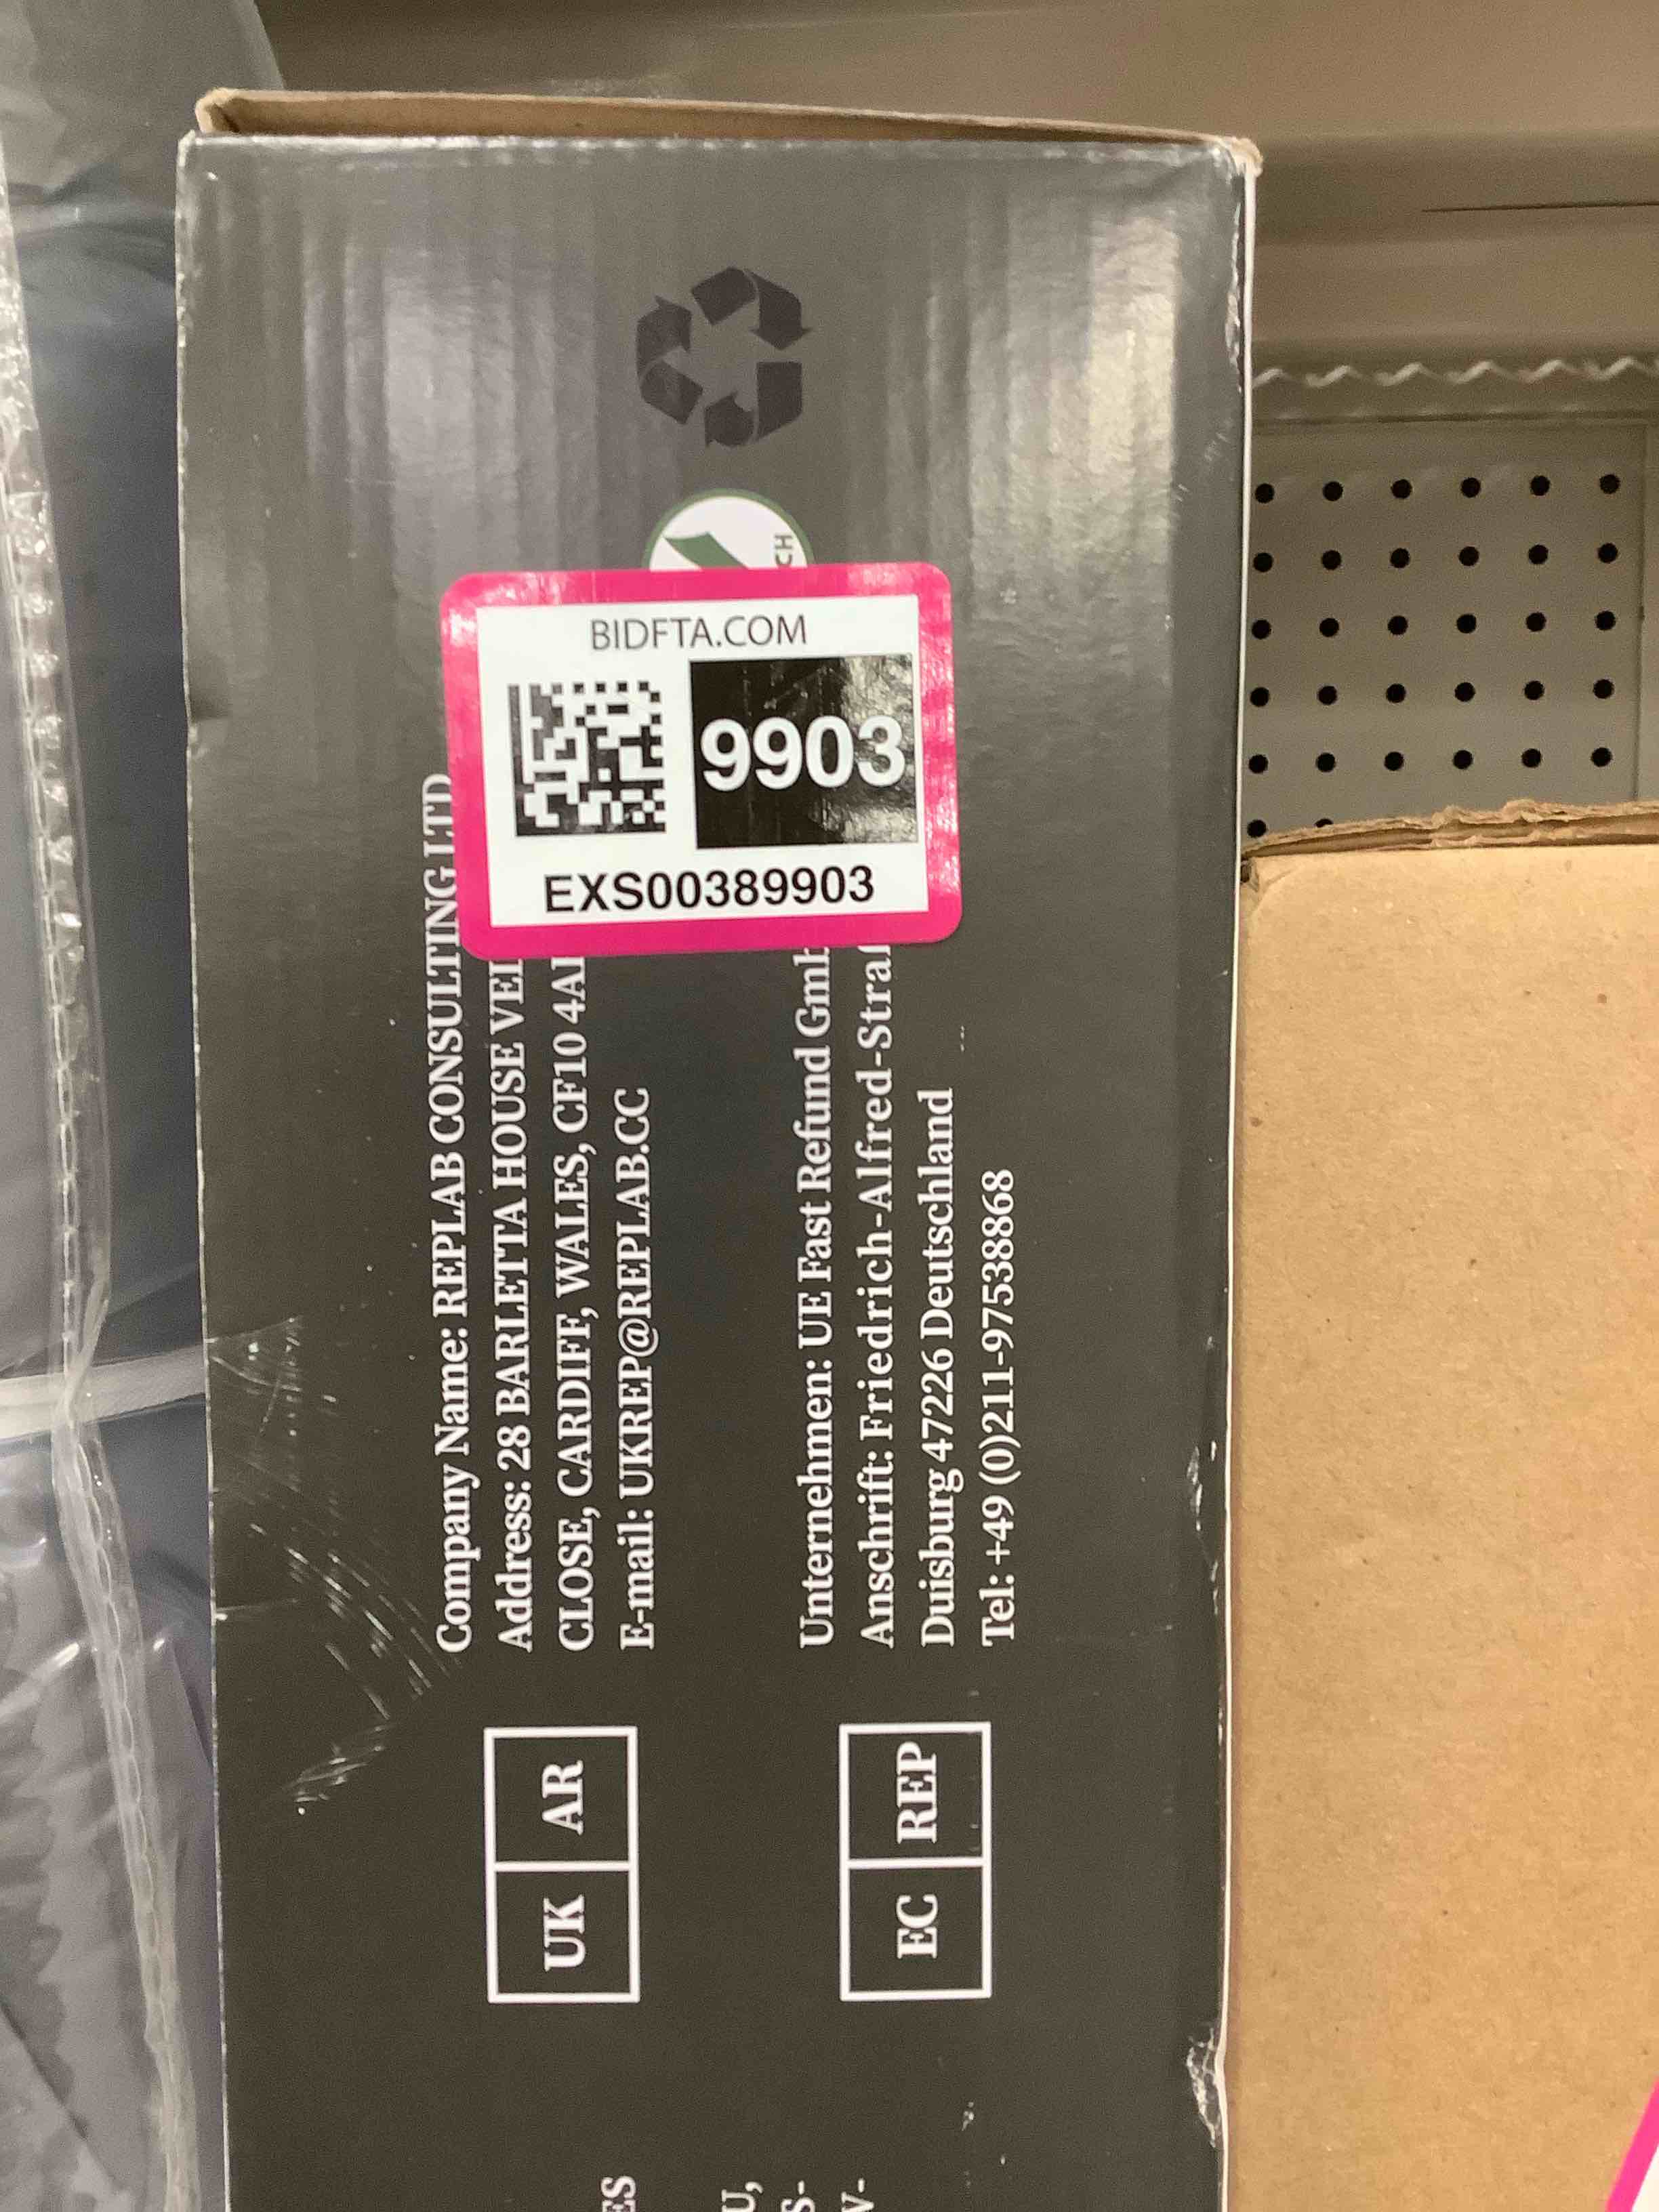 BIDFTA.COM
9903
EXS00389903
UK AR
Company Name: REPLAB CONSULTING LTD
Address: 28 BARLETTA HOUSE
CLOSE, CARDIFF, WALES, CF10
E-mail: UKREP@REPLAB.CC
EC REP
Unternehmen: UE Fast Refund
Anschrift: Friedrich-Alfred-
Duisburg 47226 Deutschland
Tel: +49 (0)211-97538868